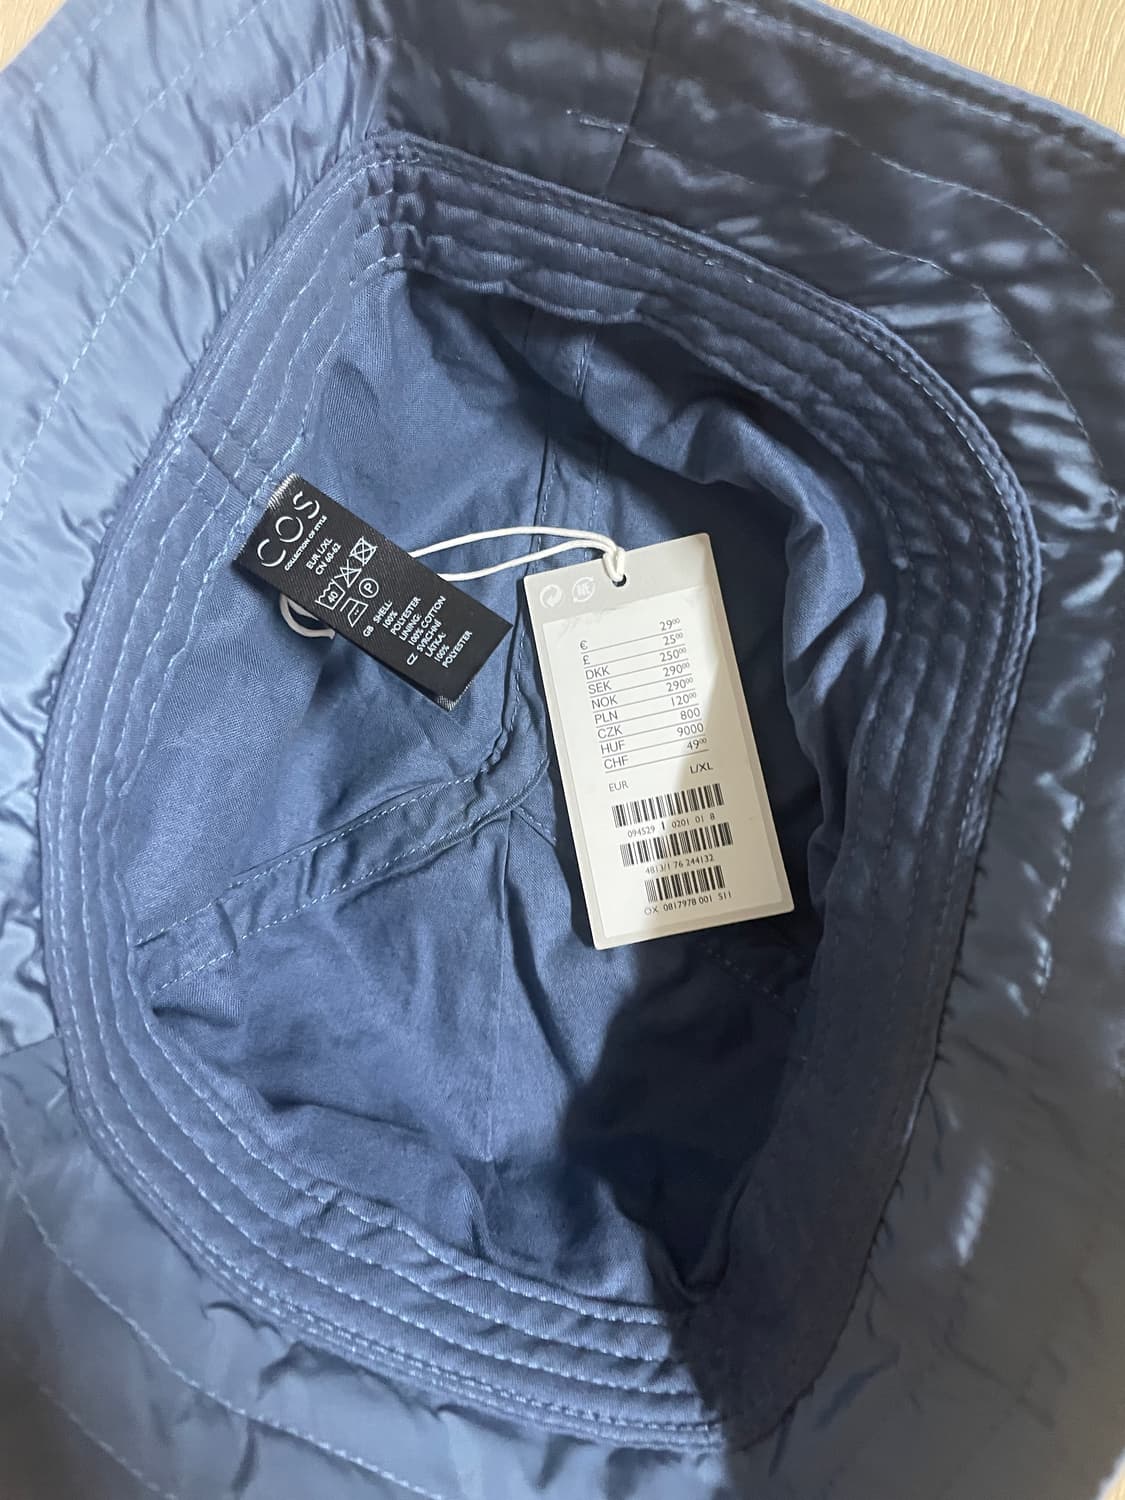 COS
COLLECTION OF STYLE
EUR L/XL
CN 60-62
40 P
GB SHELL:
100%
POLYESTER
LINING:
100% COTTON
CZ SVRCHNÍ
LÁTKA:
100%
POLYESTER
€ 29⁰⁰
£ 25⁰⁰
DKK 250⁰⁰
SEK 290⁰⁰
NOK 290⁰⁰
PLN 120⁰⁰
CZK 800
HUF 9000
CHF 49⁰⁰
EUR L/XL
094529 1 0201 01 8
4813/1 76 244132
OX 0817978 001 S11